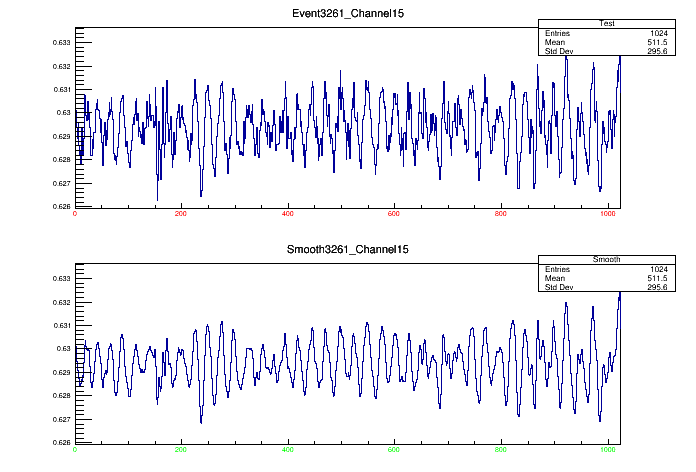 Event3261_Channel15
Test
Entries 1024
Mean 511.5
Std Dev 295.6
0.633
0.632
0.631
0.63
0.629
0.628
0.627
0.626
0 200 400 600 800 1000
Smooth3261_Channel15
Smooth
Entries 1024
Mean 511.5
Std Dev 295.6
0.633
0.632
0.631
0.63
0.629
0.628
0.627
0.626
0 200 400 600 800 1000